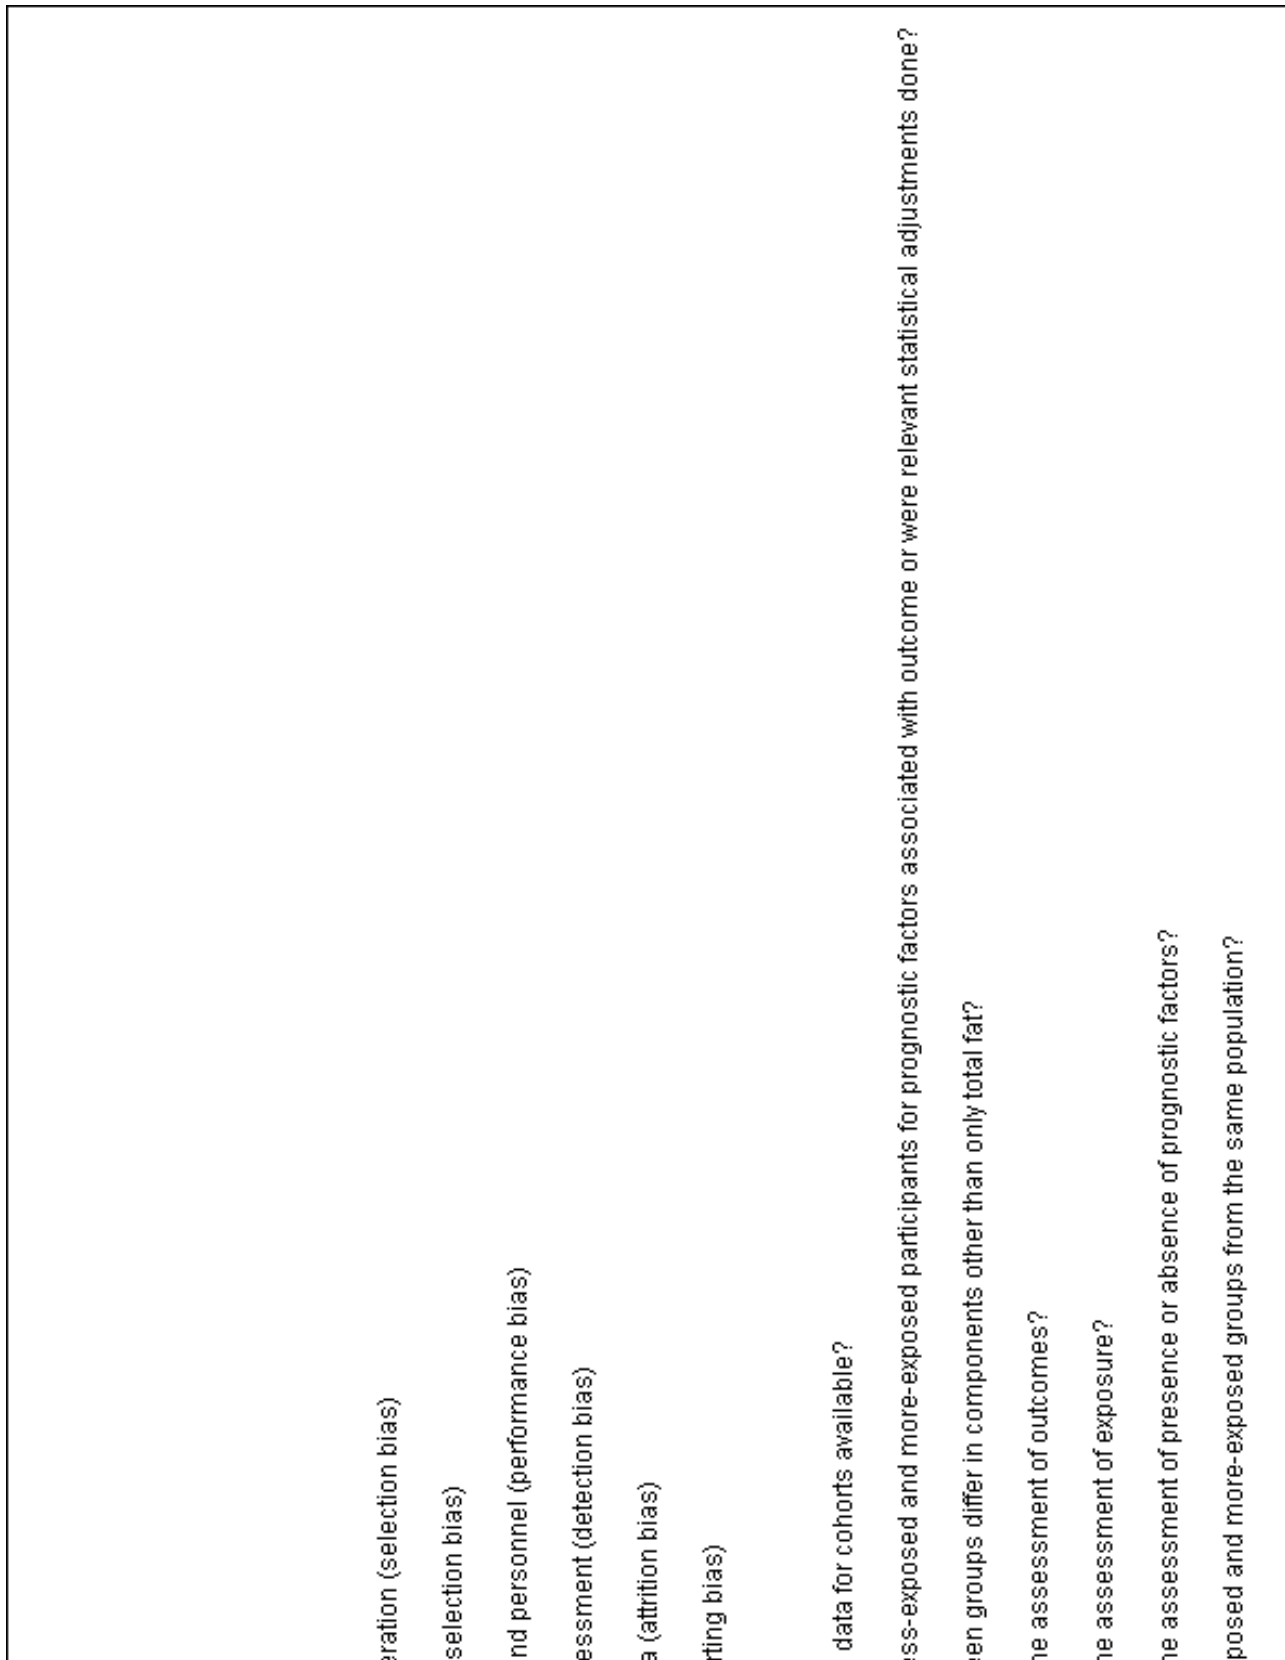 eration (selection bias)
selection bias)
nd personnel (performance bias)
essment (detection bias)
a (attrition bias)
rting bias)
data for cohorts available?
ess-exposed and more-exposed participants for prognostic factors associated with outcome or were relevant statistical adjustments done?
en groups differ in components other than only total fat?
ne assessment of outcomes?
ne assessment of exposure?
ne assessment of presence or absence of prognostic factors?
posed and more-exposed groups from the same population?